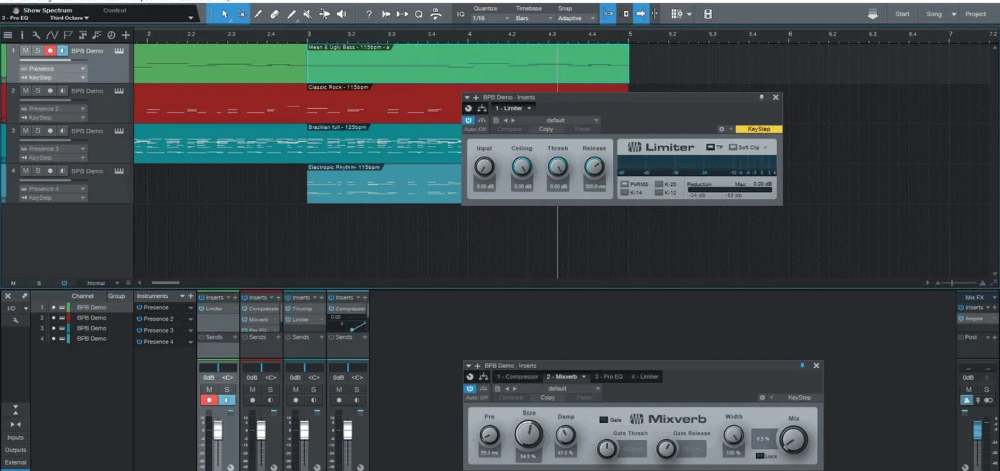 Show Spectrum
Control
3 - Pro EQ
Third Octave
IQ
Quantize
1/16
Timebase
Bars
Snap
Adaptive
Start
Song
Project
2 2.2 2.3 2.4 3 3.2 3.3 3.4 4 4.2 4.3 4.4 5 5.2 5.3 5.4 6 6.2 6.3 6.4 7 7.2
1 M S BPB Demo
Presence
KeyStep
Mean & Ugly Bass - 115bpm - a
2 M S BPB Demo
Presence 2
KeyStep
Classic Rock - 115bpm
3 M S BPB Demo
Presence 3
KeyStep
Brazilian full - 125bpm
4 M S BPB Demo
Presence 4
KeyStep
Electropic Rhythm- 115bpm
BPB Demo - Inserts
1 - Limiter
default
Auto: Off Compare Copy Paste
KeyStep
Input Ceiling Thresh Release
0.00 dB 0.00 dB 0.00 dB 300.0 ms
Limiter
TP
Soft Clip
-60 -48 -36 -24 -12 -9 -6 -3 0 3 6
PkRMS K-20
K-14 K-12
Reduction Max: 0.00 dB
-24 dB -12 db
M S Normal
Channel Group
I/O
1 BPB Demo
2 BPB Demo
3 BPB Demo
4 BPB Demo
Instruments
Presence
Presence 2
Presence 3
Presence 4
Inserts Inserts Inserts Inserts
Limiter Compressor Tricomp Compressor
Mixverb Limiter 0.00
Pro EQ 0
Sends Sends Sends Sends
0dB <C> 0dB <C> 0dB <C> 0dB <C>
M S M S M S M S
Inputs
Outputs
External
BPB Demo - Inserts
1 - Compressor 2 - Mixverb 3 - Pro EQ 4 - Limiter
default
Auto: Off Compare Copy Paste
KeyStep
Pre Size Damp
55.3 ms 54.5 % 41.0 %
Gate
Mixverb
Gate Thresh
Gate Release
Width
100 %
Mix
8.5 %
Lock
Mix FX
Inserts
Ampire
Post
0dB 0
M S